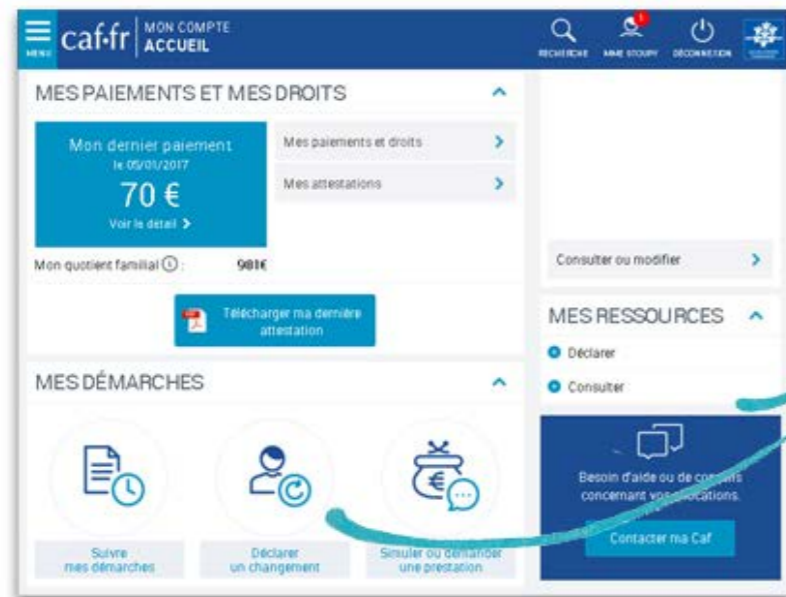 MENU
caf.fr
MON COMPTE
ACCUEIL
RECHERCHE
1
MME STOUPY
DÉCONNEXION
MES PAIEMENTS ET MES DROITS
Mon dernier paiement
le 05/01/2017
70 €
Voir le détail
Mes paiements et droits
Mes attestations
Mon quotient familial :
981€
Télécharger ma dernière
attestation
MES DÉMARCHES
Suivre
mes démarches
Déclarer
un changement
Simuler ou demander
une prestation
Consulter ou modifier
MES RESSOURCES
Déclarer
Consulter
Besoin d'aide ou de conseils
concernant vos allocations.
Contacter ma Caf